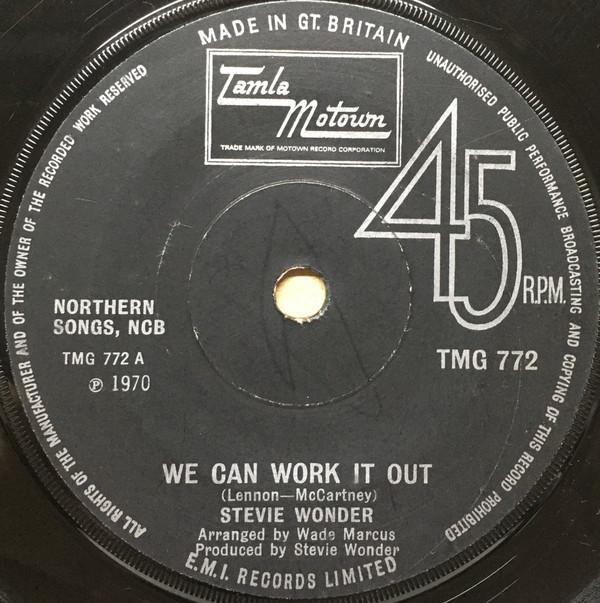 MADE IN GT. BRITAIN
UNAUTHORISED PUBLIC PERFORMANCE BROADCASTING AND COPYING OF THIS RECORD PROHIBITED
ALL RIGHTS OF THE MANUFACTURER AND OF THE OWNER OF THE RECORDED WORK RESERVED
Tamla
Motown
TRADE MARK OF MOTOWN RECORD CORPORATION
45 R.P.M.
NORTHERN
SONGS, NCB
TMG 772 A
℗ 1970
TMG 772
WE CAN WORK IT OUT
(Lennon—McCartney)
STEVIE WONDER
Arranged by Wade Marcus
Produced by Stevie Wonder
E.M.I. RECORDS LIMITED